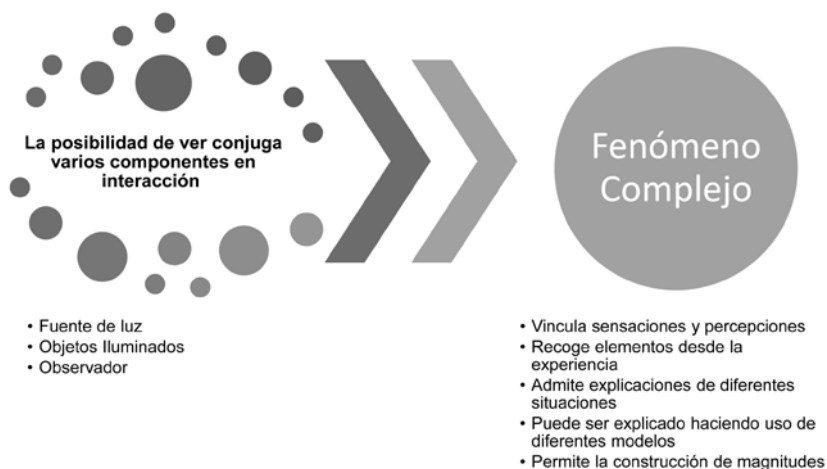 La posibilidad de ver conjuga
varios componentes en
interacción
Fenómeno
Complejo
• Fuente de luz
• Objetos Iluminados
• Observador
• Vincula sensaciones y percepciones
• Recoge elementos desde la
experiencia
• Admite explicaciones de diferentes
situaciones
• Puede ser explicado haciendo uso de
diferentes modelos
• Permite la construcción de magnitudes